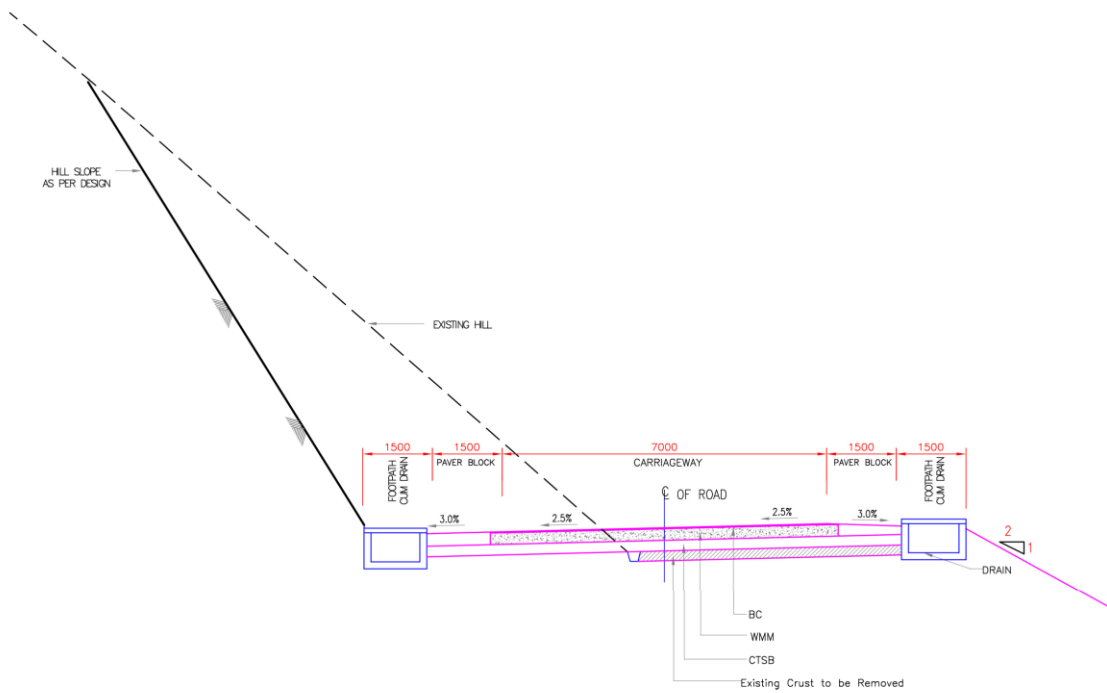 HILL SLOPE
AS PER DESIGN
EXISTING HILL
1500
1500
7000
1500
1500
FOOTPATH
CUM DRAIN
PAVER BLOCK
CARRIAGEWAY
PAVER BLOCK
FOOTPATH
CUM DRAIN
℄ OF ROAD
3.0%
2.5%
2.5%
3.0%
2
1
DRAIN
BC
WMM
CTSB
Existing Crust to be Removed